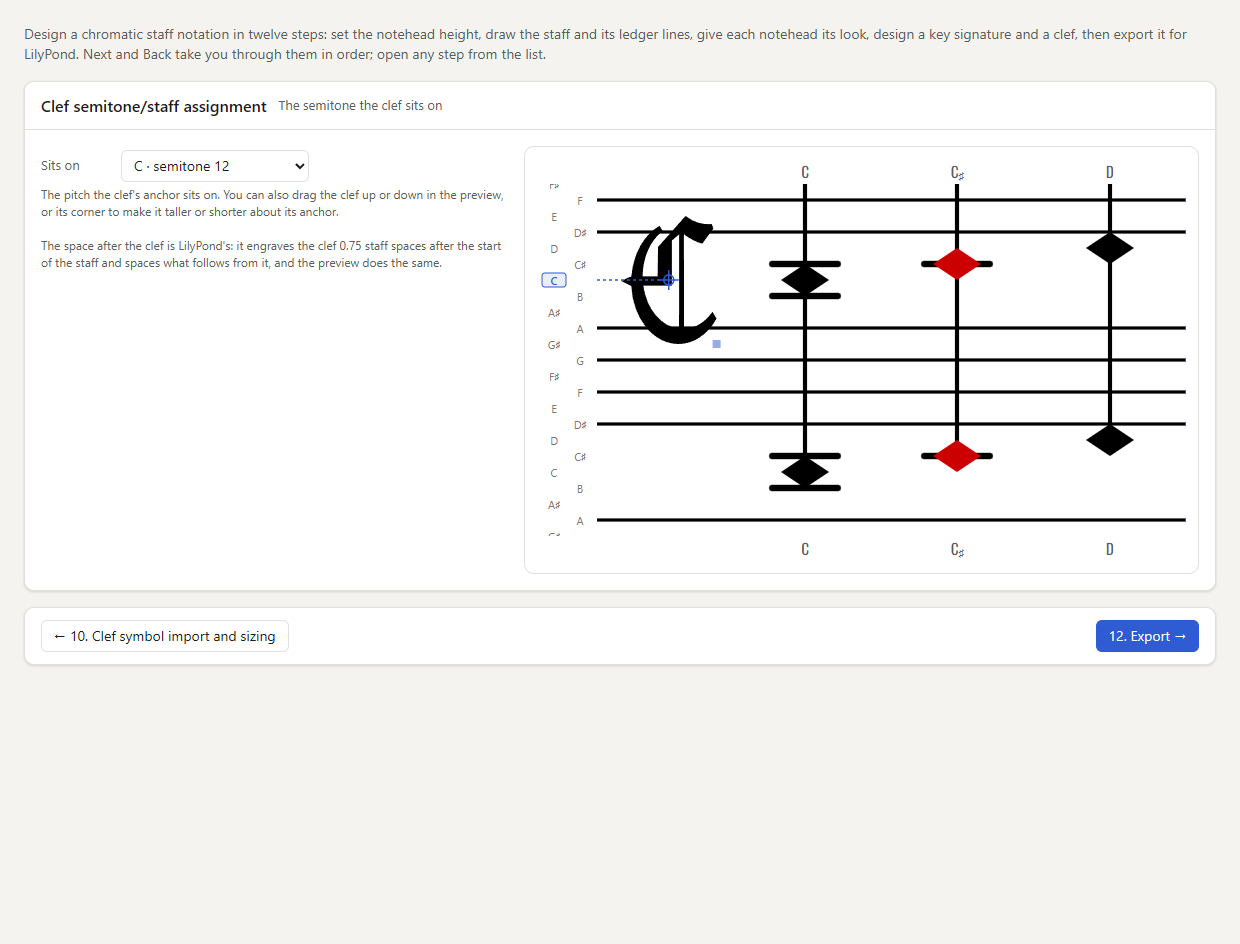 Design a chromatic staff notation in twelve steps: set the notehead height, draw the staff and its ledger lines, give each notehead its look, design a key signature and a clef, then export it for
LilyPond. Next and Back take you through them in order; open any step from the list.
Clef semitone/staff assignment The semitone the clef sits on
Sits on C · semitone 12
The pitch the clef's anchor sits on. You can also drag the clef up or down in the preview,
or its corner to make it taller or shorter about its anchor.
The space after the clef is LilyPond's: it engraves the clef 0.75 staff spaces after the start
of the staff and spaces what follows from it, and the preview does the same.
C C♯ D
F
E
D♯
D
C♯
C
B
A♯
A
G♯
G
F♯
F
E
D♯
D
C♯
C
B
A♯
A
ℭ
C C♯ D
← 10. Clef symbol import and sizing
12. Export →